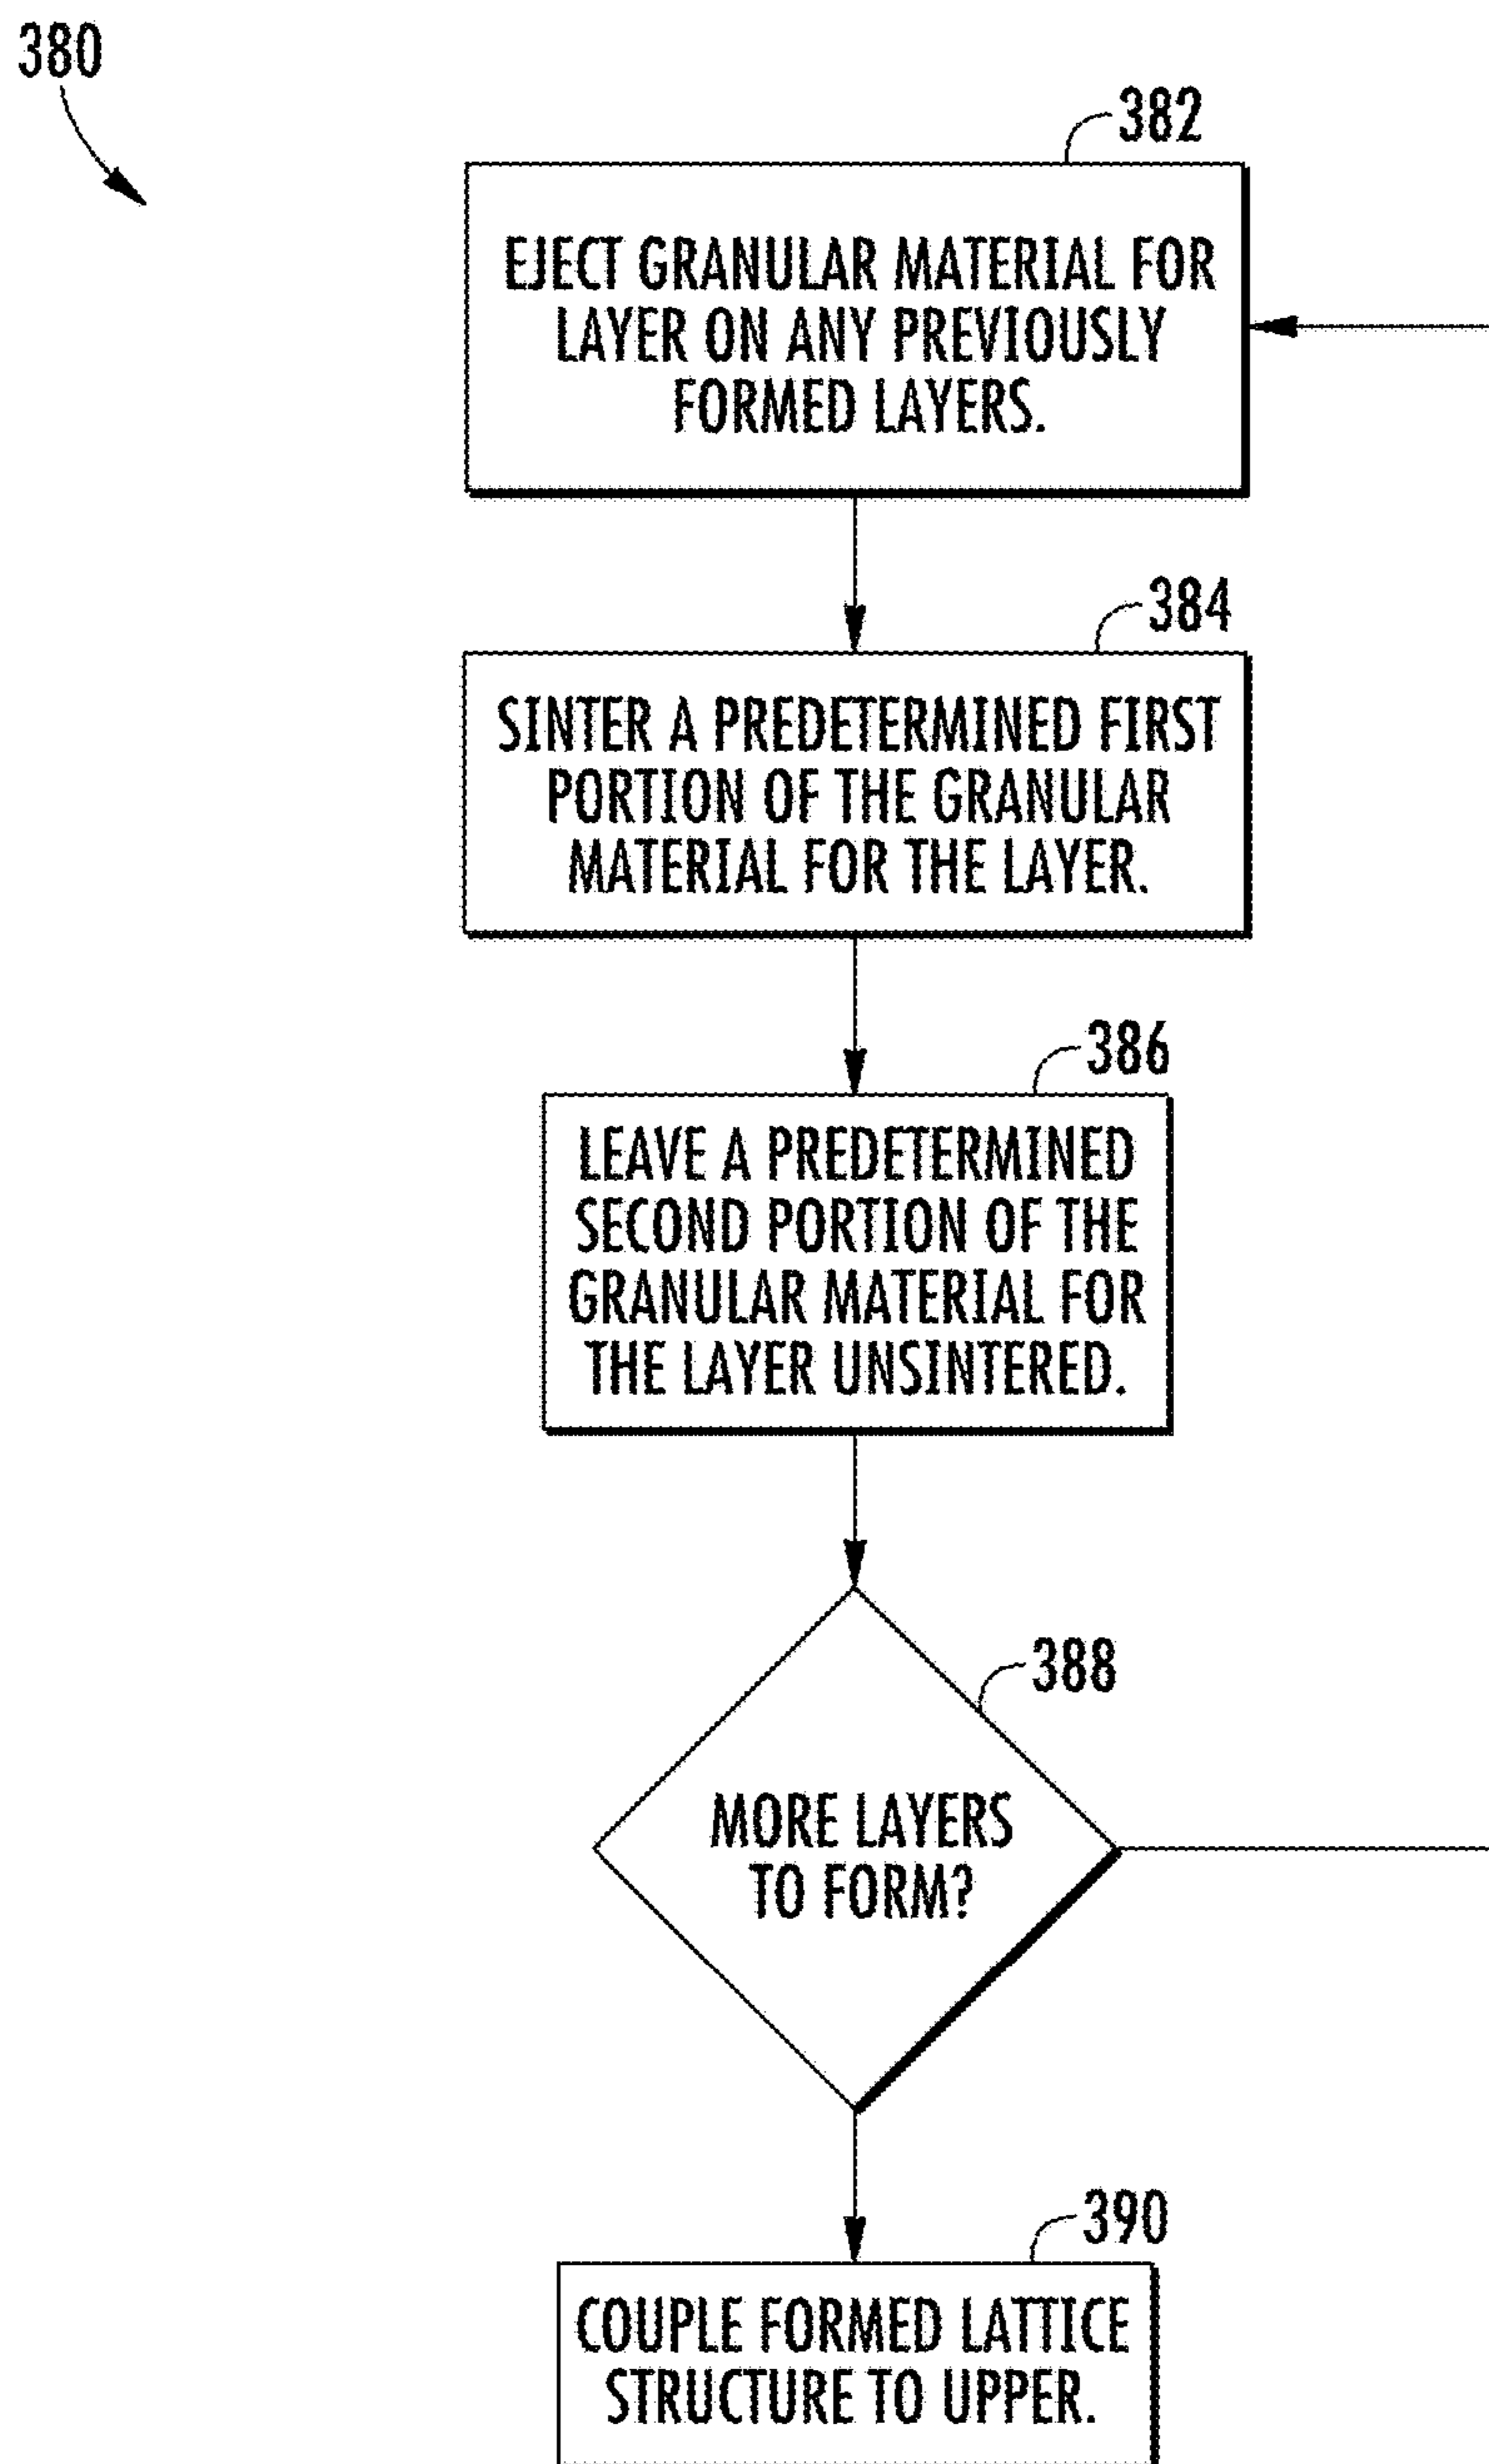 380
382
EJECT GRANULAR MATERIAL FOR
LAYER ON ANY PREVIOUSLY
FORMED LAYERS.
384
SINTER A PREDETERMINED FIRST
PORTION OF THE GRANULAR
MATERIAL FOR THE LAYER.
386
LEAVE A PREDETERMINED
SECOND PORTION OF THE
GRANULAR MATERIAL FOR
THE LAYER UNSINTERED.
388
MORE LAYERS
TO FORM?
390
COUPLE FORMED LATTICE
STRUCTURE TO UPPER.